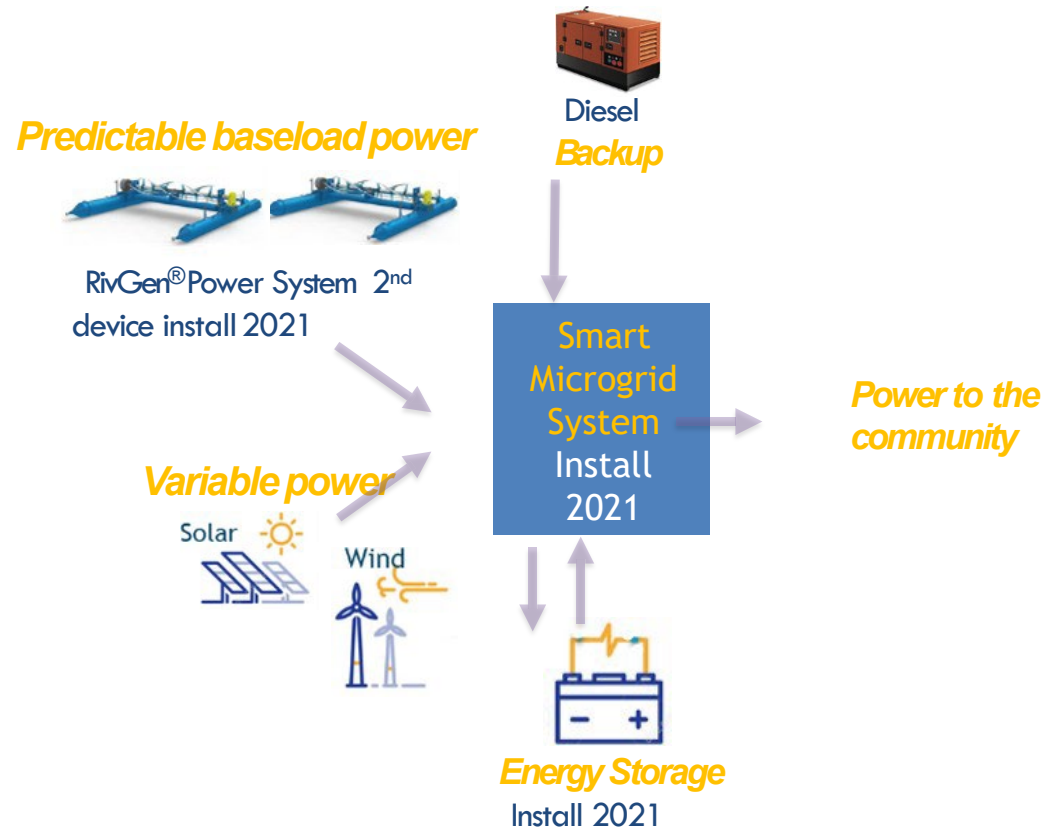 Diesel
Backup
Predictable baseload power
RivGen® Power System 2nd
device install 2021
Smart
Microgrid
System
Install
2021
Power to the
community
Variable power
Solar
Wind
Energy Storage
Install 2021